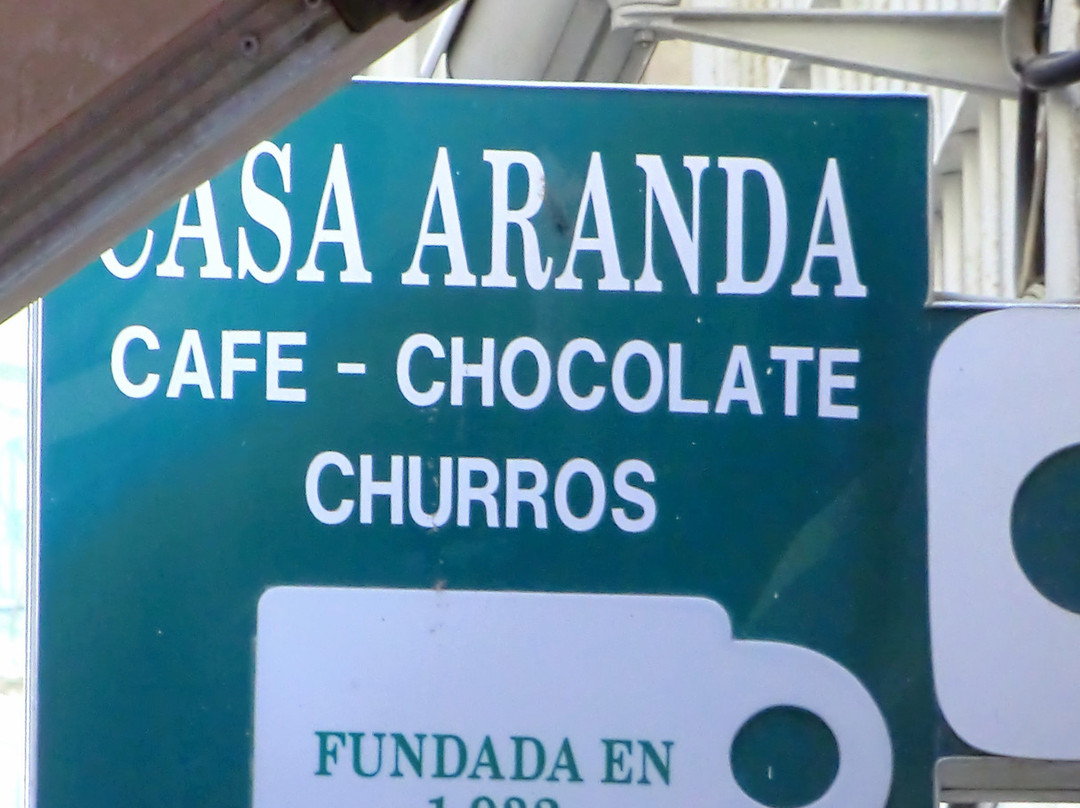 CASA ARANDA
CAFE - CHOCOLATE
CHURROS
FUNDADA EN